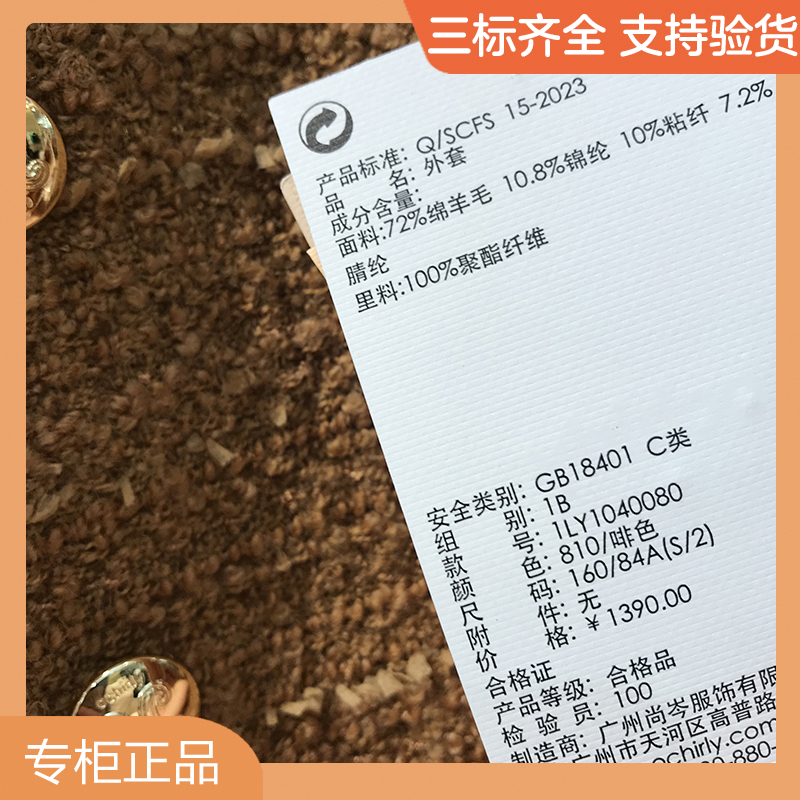 三标齐全 支持验货
产品标准: Q/SCFS 15-2023
品 名: 外套
成分含量:
面料:72%绵羊毛 10.8%锦纶 10%粘纤 7.2%
腈纶
里料:100%聚酯纤维
安全类别: GB18401 C类
组 别: 1B
款 号: 1LY1040080
颜 色: 810/啡色
尺 码: 160/84A(S/2)
附 件: 无
价 格: ￥1390.00
合格证
产品等级: 合格品
检 验 员: 100
制造商: 广州尚岑服饰有限
广州市天河区高普路
chirly.com
-880-
专柜正品